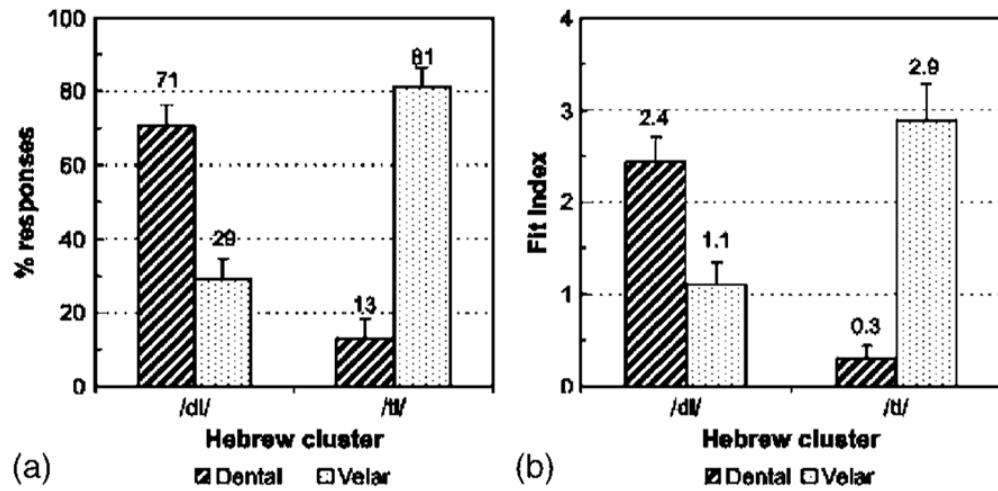 100
80
60
40
20
0
% responses
71
29
13
81
/dl/
/tl/
Hebrew cluster
(a)
Dental Velar
4
3
2
1
0
Fit Index
2.4
1.1
0.3
2.9
/dl/
/tl/
Hebrew cluster
(b)
Dental Velar